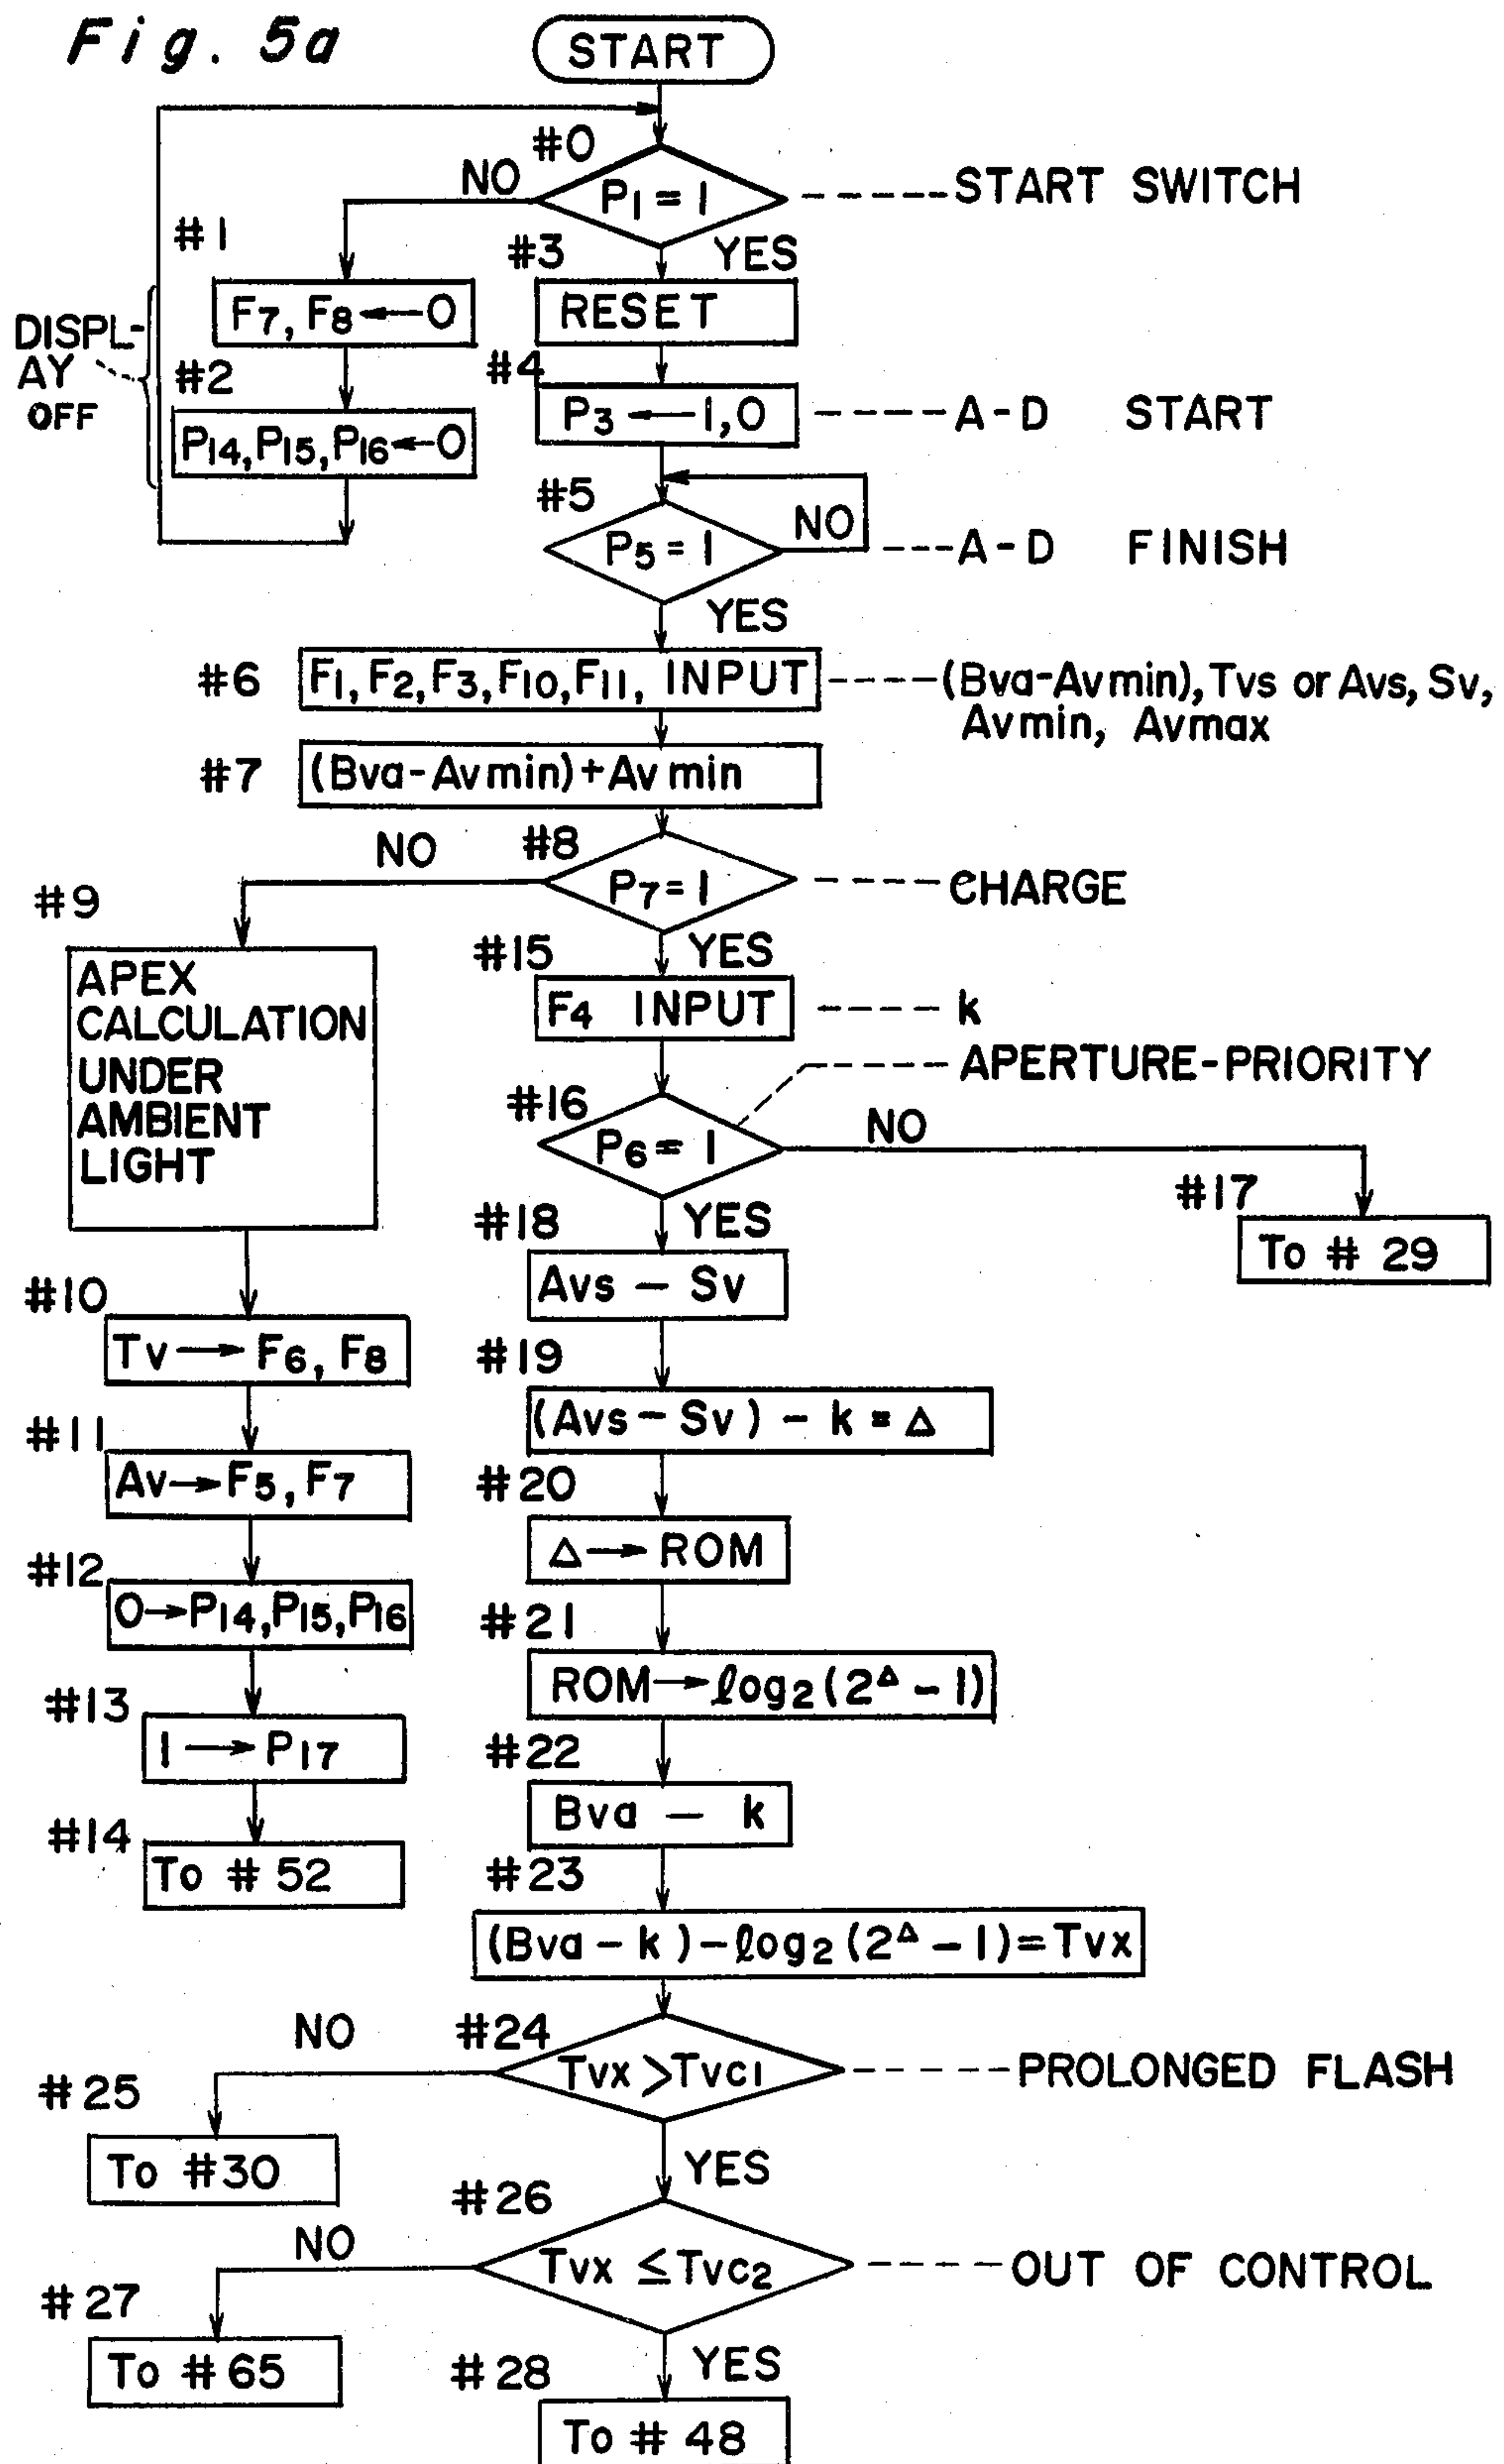 Fig. 5a
START
#0
NO
P1 = 1
START SWITCH
#1
#3
YES
F7, F8 ← 0
RESET
DISPL-
AY
OFF
#2
#4
P14, P15, P16 ← 0
P3 ← 1, 0
A-D START
#5
NO
P5 = 1
A-D FINISH
YES
#6
F1, F2, F3, F10, F11, INPUT
(Bva-Avmin), Tvs or Avs, Sv,
Avmin, Avmax
#7
(Bva-Avmin)+Avmin
NO
#8
P7 = 1
CHARGE
#9
YES
#15
APEX
CALCULATION
UNDER
AMBIENT
LIGHT
F4 INPUT
k
APERTURE-PRIORITY
#16
P6 = 1
NO
#17
To # 29
#18
YES
Avs - Sv
#10
Tv → F6, F8
#19
(Avs - Sv) - k = Δ
#11
Av → F5, F7
#20
Δ → ROM
#12
0 → P14, P15, P16
#21
ROM → log2(2^Δ - 1)
#13
1 → P17
#22
Bva - k
#14
To # 52
#23
(Bva - k) - log2(2^Δ - 1) = Tvx
NO
#24
Tvx > Tvc1
PROLONGED FLASH
#25
To #30
YES
#26
NO
Tvx ≤ Tvc2
OUT OF CONTROL
#27
To # 65
YES
#28
To # 48